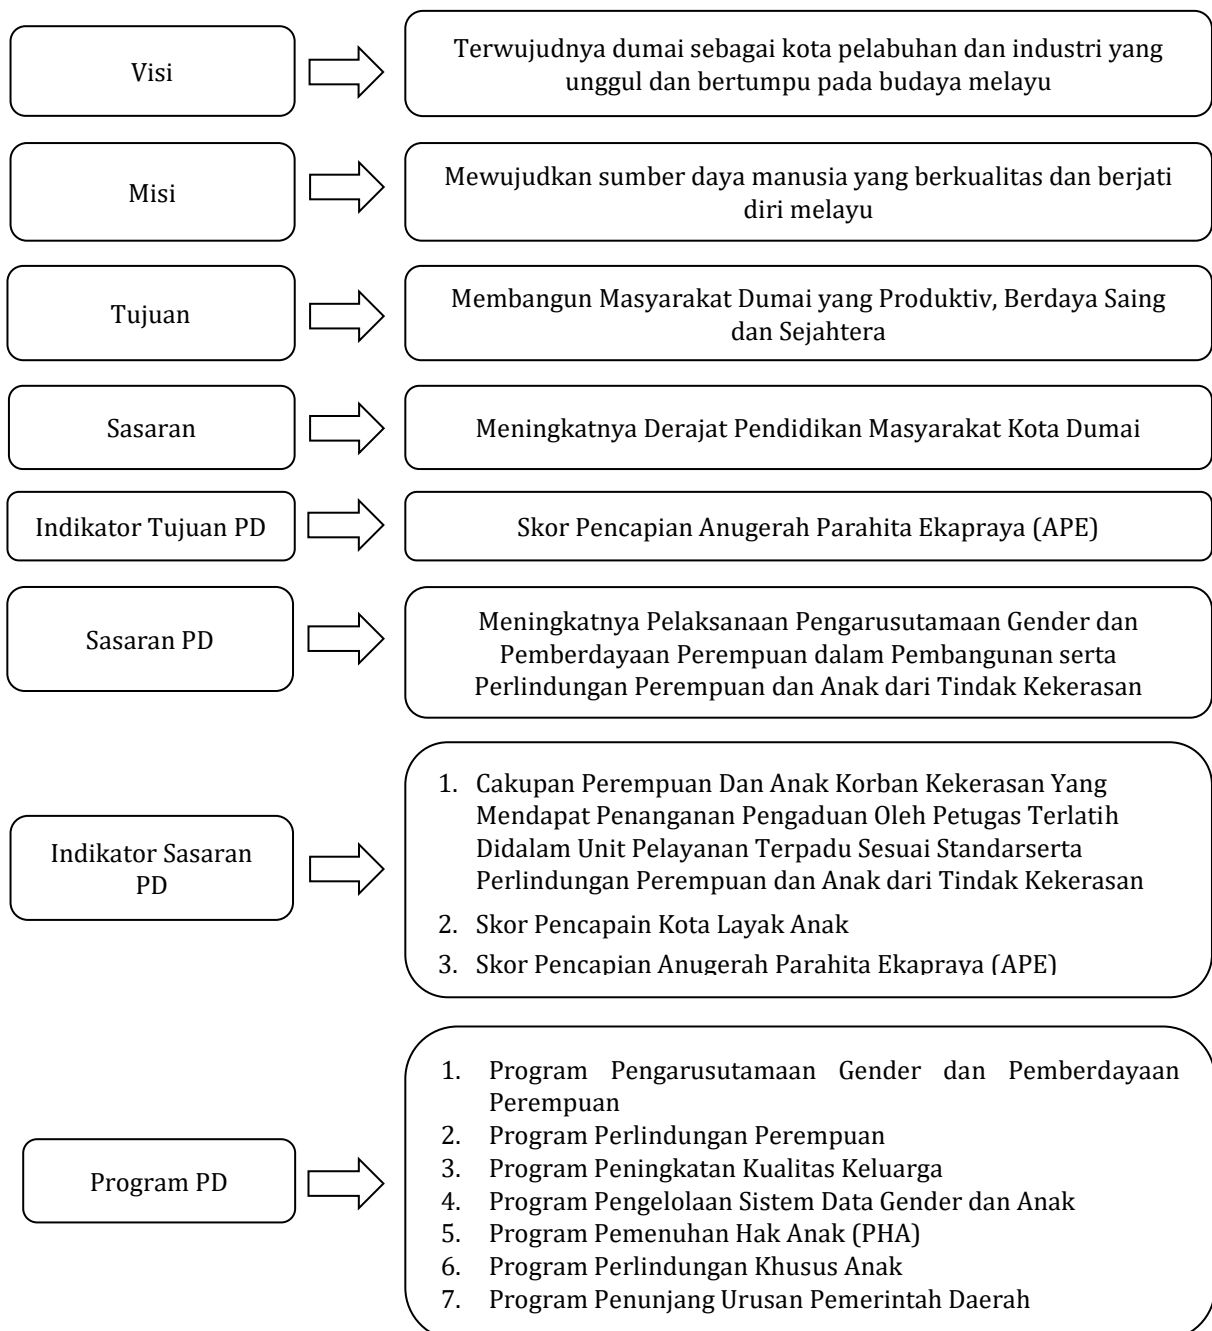 Visi
Terwujudnya dumai sebagai kota pelabuhan dan industri yang
unggul dan bertumpu pada budaya melayu
Misi
Mewujudkan sumber daya manusia yang berkualitas dan berjati
diri melayu
Tujuan
Membangun Masyarakat Dumai yang Produktiv, Berdaya Saing
dan Sejahtera
Sasaran
Meningkatnya Derajat Pendidikan Masyarakat Kota Dumai
Indikator Tujuan PD
Skor Pencapian Anugerah Parahita Ekapraya (APE)
Sasaran PD
Meningkatnya Pelaksanaan Pengarusutamaan Gender dan
Pemberdayaan Perempuan dalam Pembangunan serta
Perlindungan Perempuan dan Anak dari Tindak Kekerasan
Indikator Sasaran
PD
1. Cakupan Perempuan Dan Anak Korban Kekerasan Yang
Mendapat Penanganan Pengaduan Oleh Petugas Terlatih
Didalam Unit Pelayanan Terpadu Sesuai Standarserta
Perlindungan Perempuan dan Anak dari Tindak Kekerasan
2. Skor Pencapain Kota Layak Anak
3. Skor Pencapian Anugerah Parahita Ekapraya (APE)
Program PD
1. Program Pengarusutamaan Gender dan Pemberdayaan
Perempuan
2. Program Perlindungan Perempuan
3. Program Peningkatan Kualitas Keluarga
4. Program Pengelolaan Sistem Data Gender dan Anak
5. Program Pemenuhan Hak Anak (PHA)
6. Program Perlindungan Khusus Anak
7. Program Penunjang Urusan Pemerintah Daerah